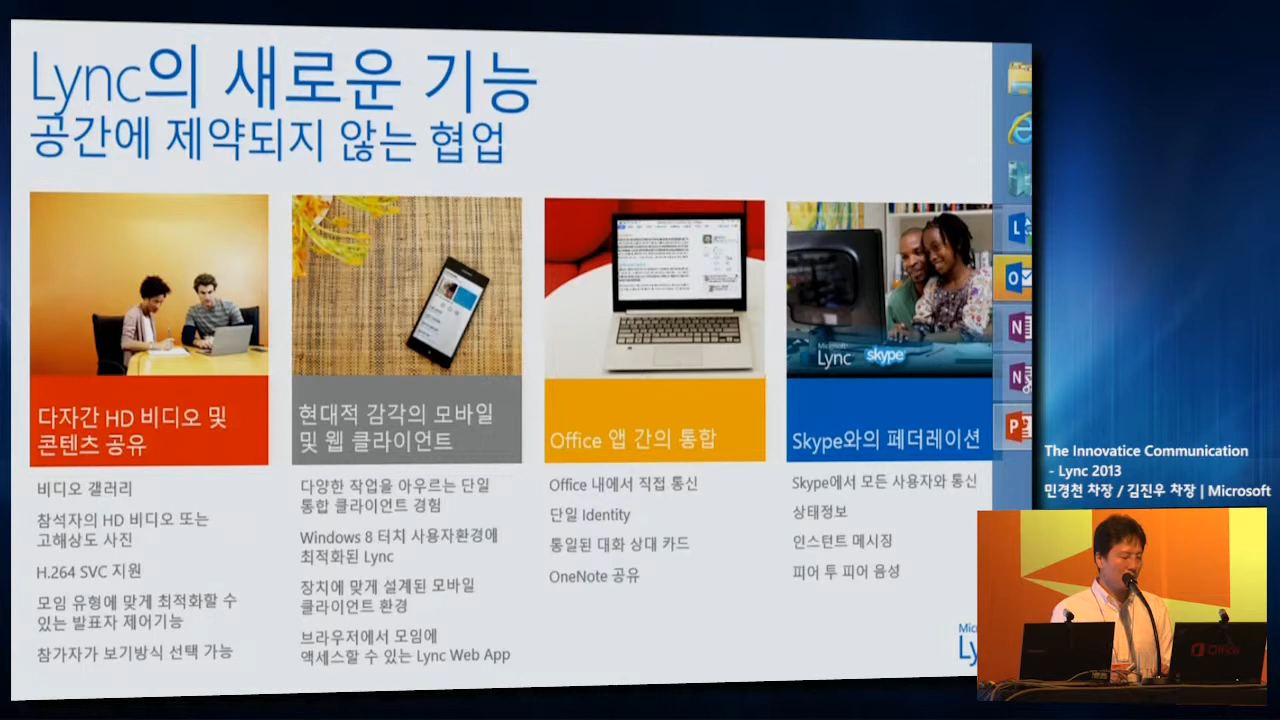 Lync의 새로운 기능
공간에 제약되지 않는 협업
다자간 HD 비디오 및
콘텐츠 공유
비디오 갤러리
참석자의 HD 비디오 또는
고해상도 사진
H.264 SVC 지원
모임 유형에 맞게 최적화할 수
있는 발표자 제어기능
참가자가 보기방식 선택 가능
현대적 감각의 모바일
및 웹 클라이언트
다양한 작업을 아우르는 단일
통합 클라이언트 경험
Windows 8 터치 사용자환경에
최적화된 Lync
장치에 맞게 설계된 모바일
클라이언트 환경
브라우저에서 모임에
액세스할 수 있는 Lync Web App
Office 앱 간의 통합
Office 내에서 직접 통신
단일 Identity
통일된 대화 상대 카드
OneNote 공유
Microsoft
Lync
skype
Skype와의 페더레이션
Skype에서 모든 사용자와 통신
상태정보
인스턴트 메시징
피어 투 피어 음성
Mic
Ly
The Innovatice Communication
- Lync 2013
민경천 차장 / 김진우 차장 | Microsoft
Office